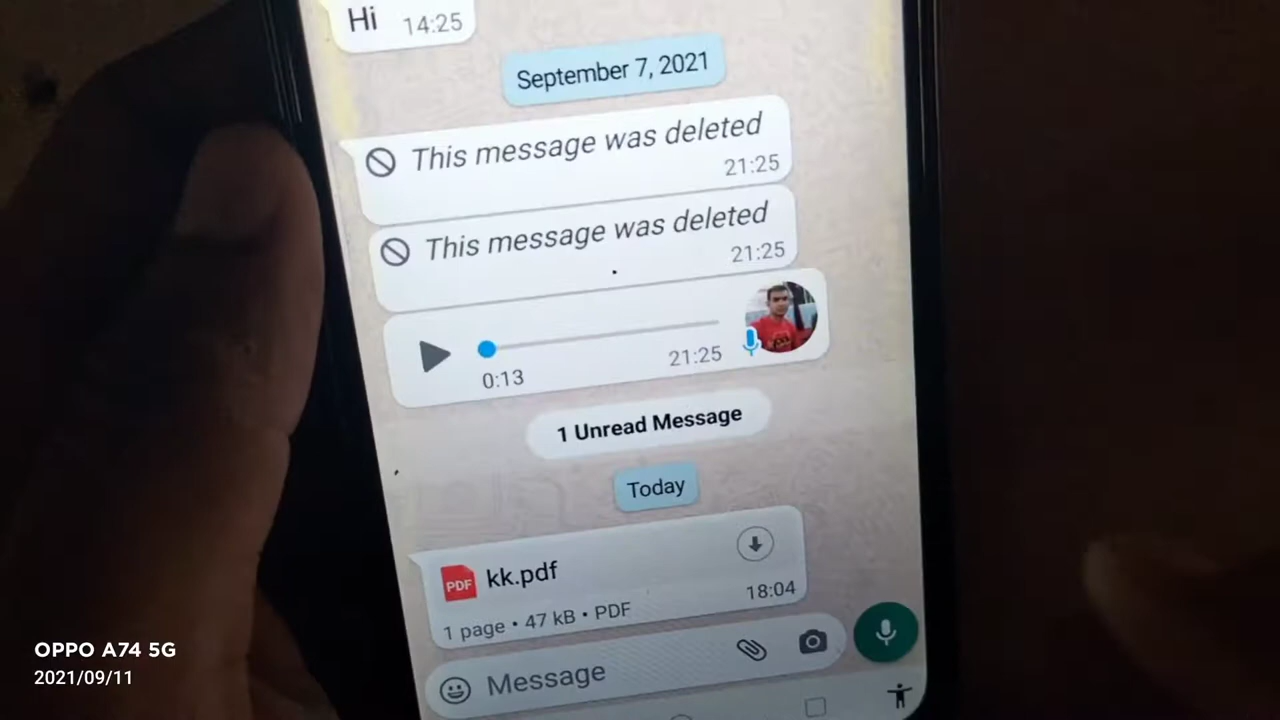 Hi 14:25
September 7, 2021
This message was deleted
21:25
This message was deleted
21:25
0:13 21:25
1 Unread Message
Today
PDF kk.pdf
1 page • 47 kB • PDF 18:04
Message
OPPO A74 5G
2021/09/11